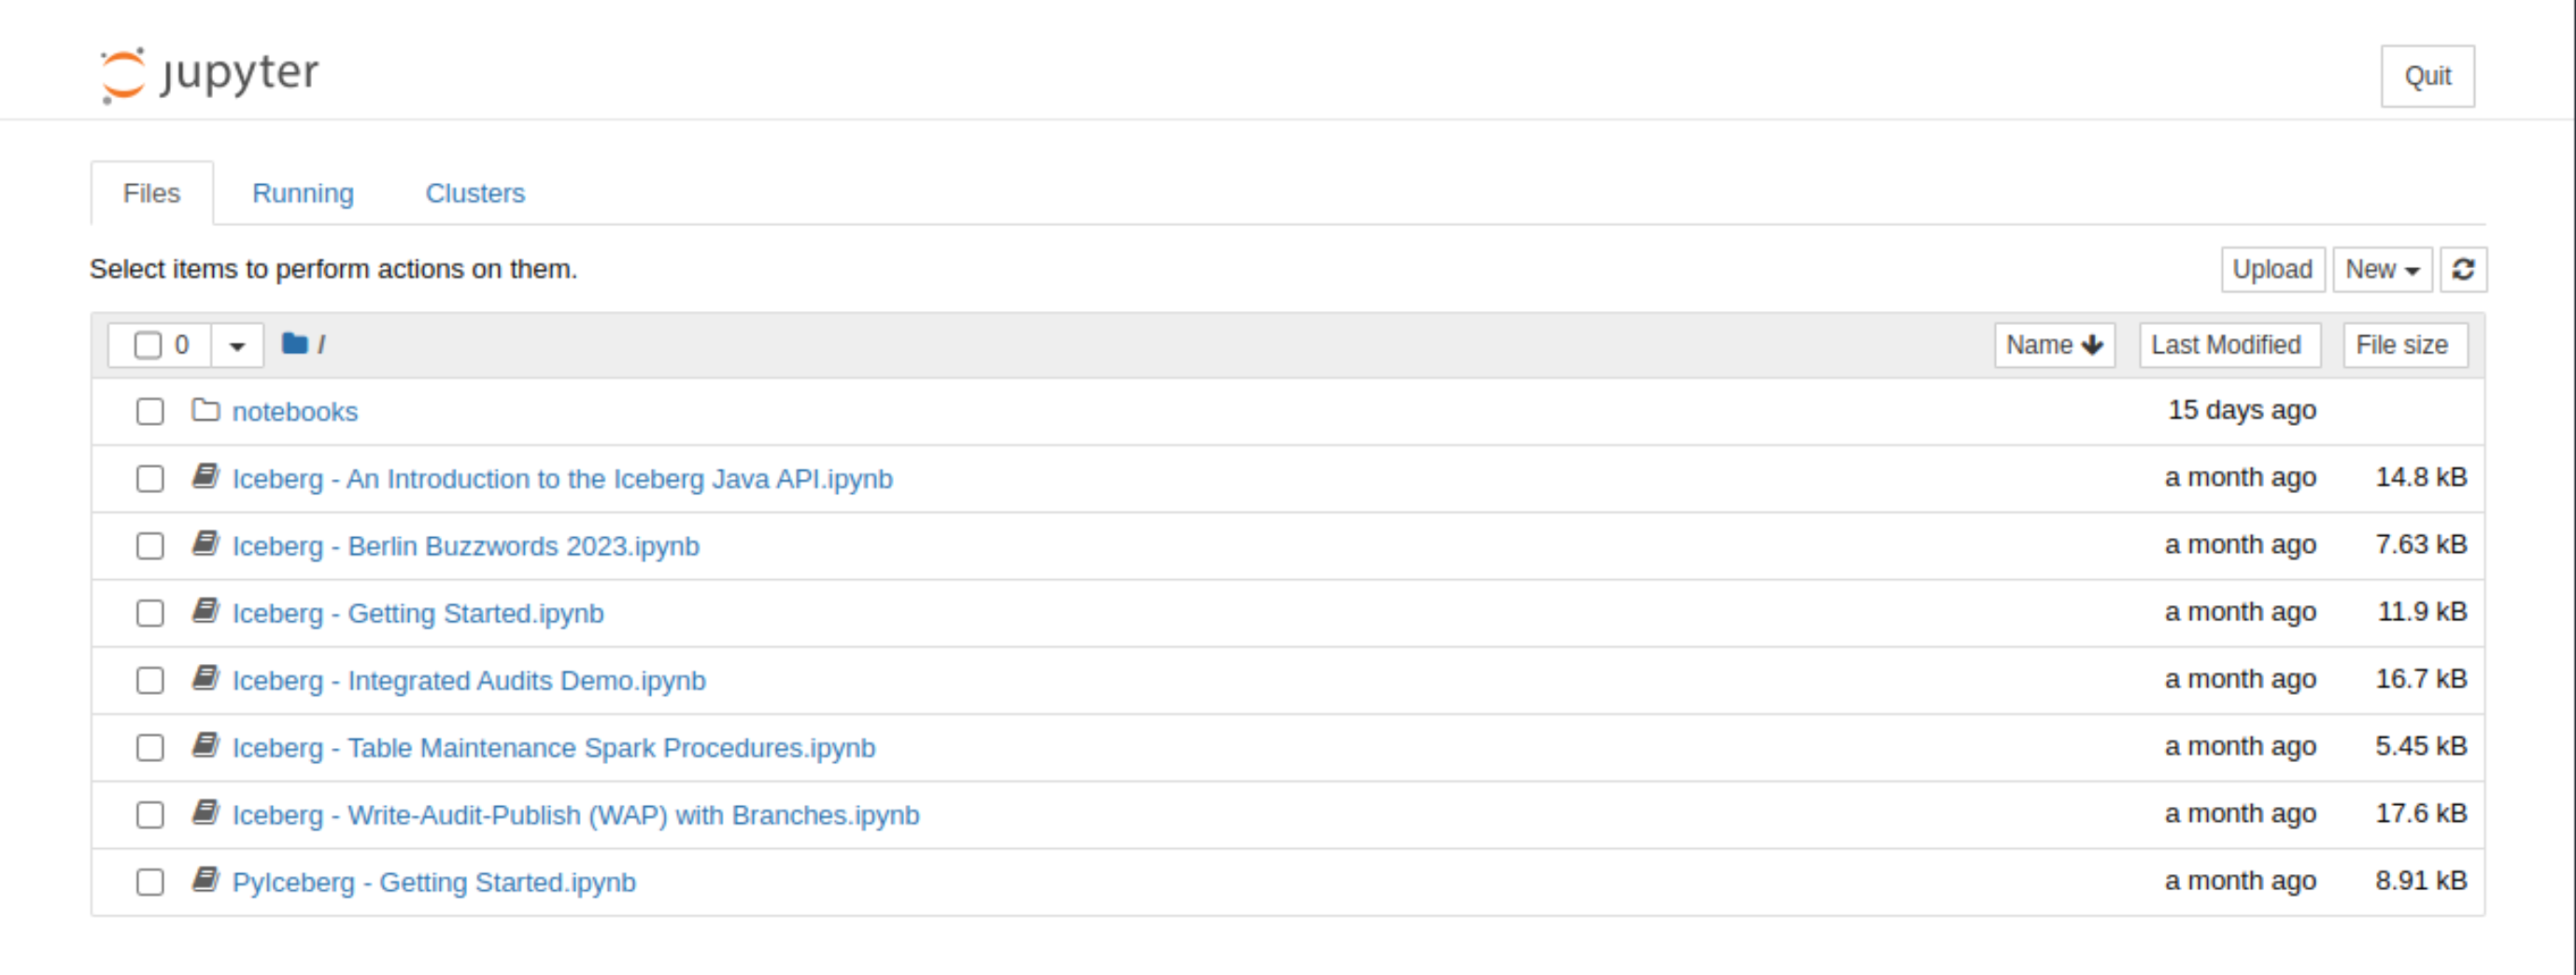 jupyter
Quit
Files Running Clusters
Select items to perform actions on them.
Upload New
0 / Name Last Modified File size
notebooks 15 days ago
Iceberg - An Introduction to the Iceberg Java API.ipynb a month ago 14.8 kB
Iceberg - Berlin Buzzwords 2023.ipynb a month ago 7.63 kB
Iceberg - Getting Started.ipynb a month ago 11.9 kB
Iceberg - Integrated Audits Demo.ipynb a month ago 16.7 kB
Iceberg - Table Maintenance Spark Procedures.ipynb a month ago 5.45 kB
Iceberg - Write-Audit-Publish (WAP) with Branches.ipynb a month ago 17.6 kB
PyIceberg - Getting Started.ipynb a month ago 8.91 kB